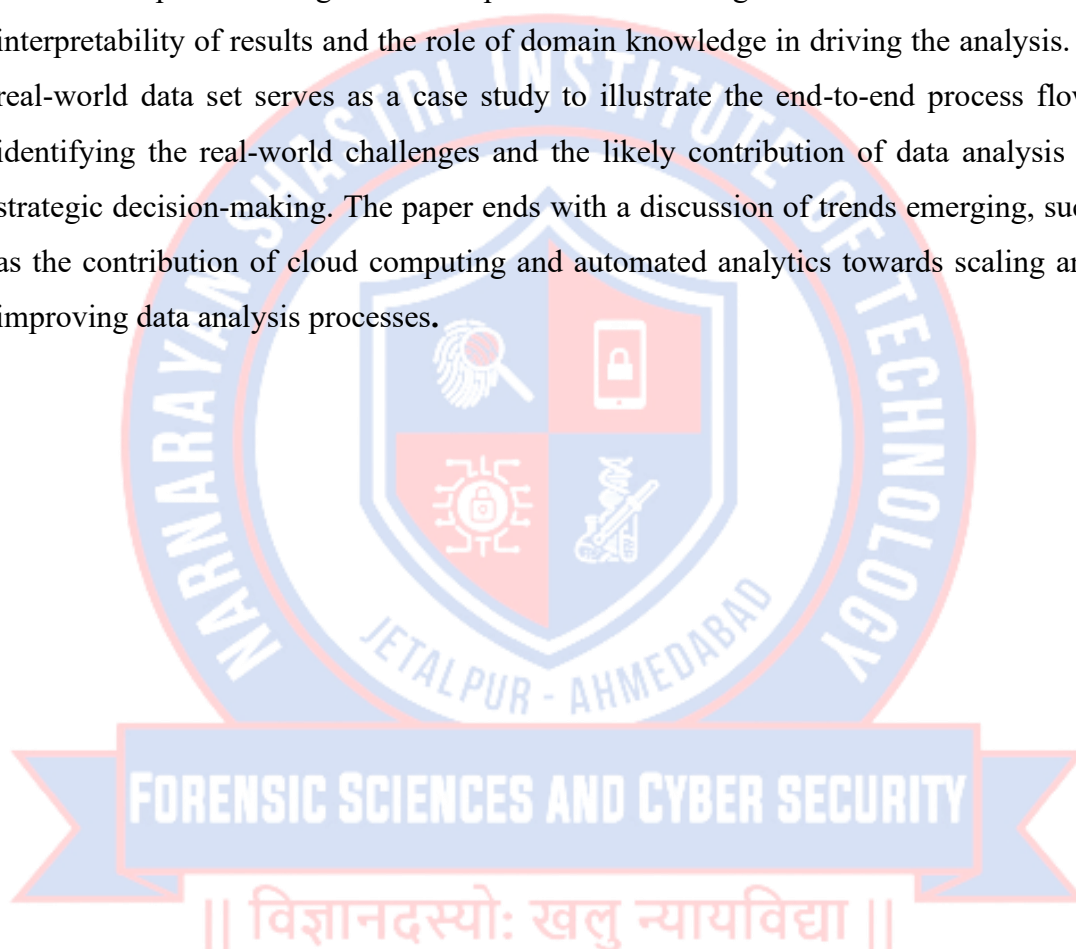 interpretability of results and the role of domain knowledge in driving the analysis.
real-world data set serves as a case study to illustrate the end-to-end process
identifying the real-world challenges and the likely contribution of data analysis
strategic decision-making. The paper ends with a discussion of trends emerging,
as the contribution of cloud computing and automated analytics towards scaling
improving data analysis processes.
NARNARAYAN SHASTRI INSTITUTE OF TECHNOLOGY
JETALPUR - AHMEDABAD
FORENSIC SCIENCES AND CYBER SECURITY
|| विज्ञानदस्यो: खलु न्यायविद्या ||